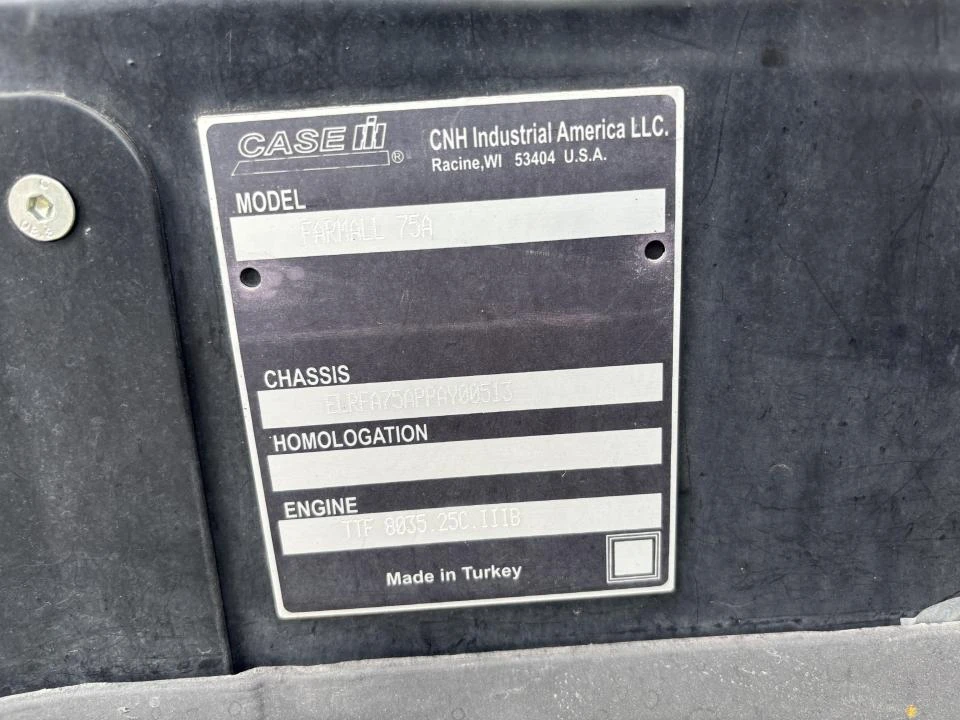 CASE IH ®
CNH Industrial America LLC.
Racine,WI 53404 U.S.A.
MODEL
FARMALL 75A
CHASSIS
ELRFA75APPAY00513
HOMOLOGATION
ENGINE
TTF 8035.25C.IIIB
Made in Turkey